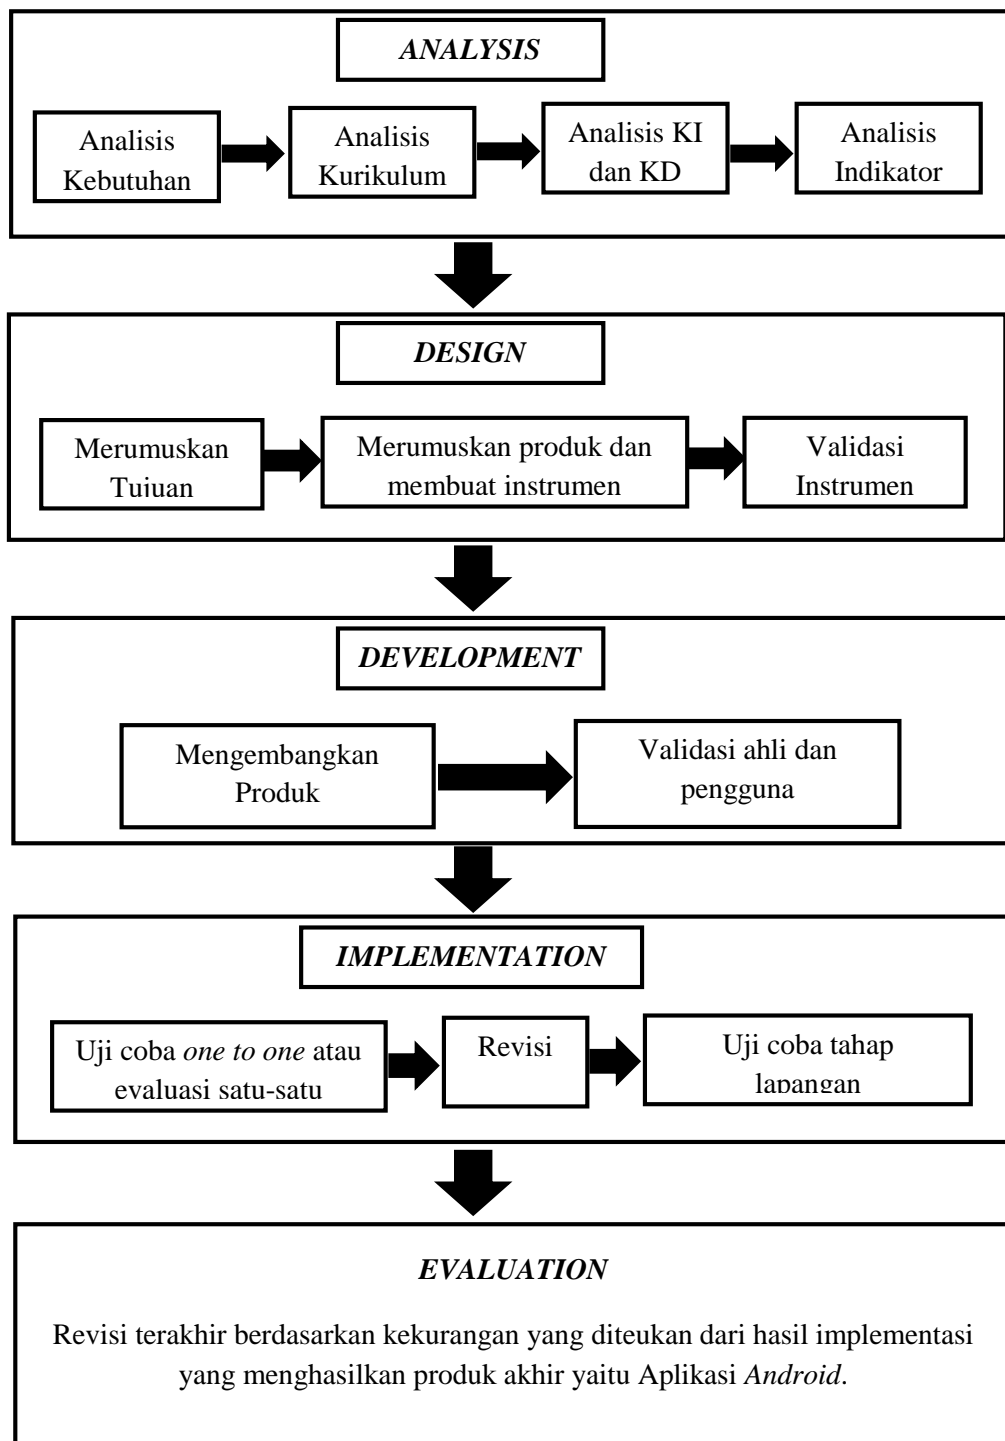 ANALYSIS
Analisis
Kebutuhan
Analisis
Kurikulum
Analisis KI
dan KD
Analisis
Indikator
DESIGN
Merumuskan
Tujuan
Merumuskan produk dan
membuat instrumen
Validasi
Instrumen
DEVELOPMENT
Mengembangkan
Produk
Validasi ahli dan
pengguna
IMPLEMENTATION
Uji coba one to one atau
evaluasi satu-satu
Revisi
Uji coba tahap
lapangan
EVALUATION
Revisi terakhir berdasarkan kekurangan yang diteukan dari hasil implementasi
yang menghasilkan produk akhir yaitu Aplikasi Android.